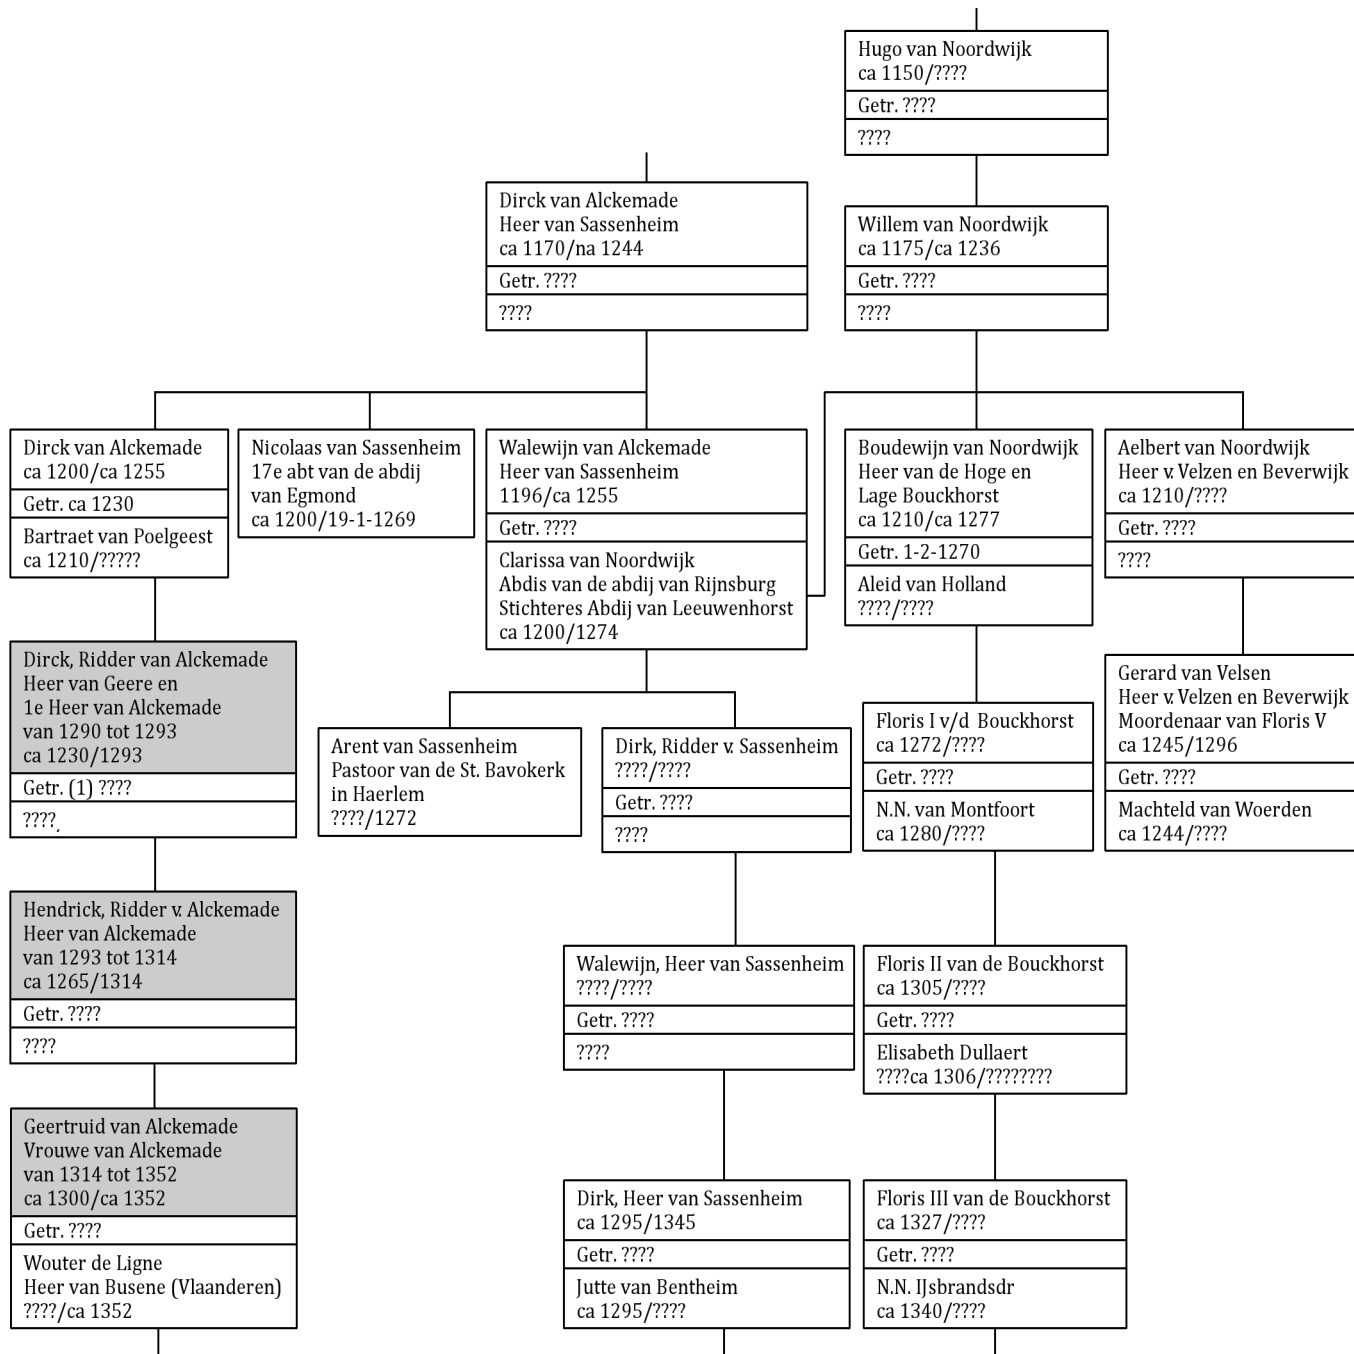 Hugo van Noordwijk
ca 1150/????
Getr. ????
????
Dirck van Alckemade
Heer van Sassenheim
ca 1170/na 1244
Getr. ????
????
Willem van Noordwijk
ca 1175/ca 1236
Getr. ????
????
Dirck van Alckemade
ca 1200/ca 1255
Getr. ca 1230
Bartraet van Poelgeest
ca 1210/?????
Nicolaas van Sassenheim
17e abt van de abdij
van Egmond
ca 1200/19-1-1269
Walewijn van Alckemade
Heer van Sassenheim
1196/ca 1255
Getr. ????
Clarissa van Noordwijk
Abdis van de abdij van Rijnsburg
Stichteres Abdij van Leeuwenhorst
ca 1200/1274
Boudewijn van Noordwijk
Heer van de Hoge en
Lage Bouckhorst
ca 1210/ca 1277
Getr. 1-2-1270
Aleid van Holland
????/????
Aelbert van Noordwijk
Heer v. Velzen en Beverwijk
ca 1210/????
Getr. ????
????
Dirck, Ridder van Alckemade
Heer van Geere en
1e Heer van Alckemade
van 1290 tot 1293
ca 1230/1293
Getr. (1) ????
????,
Arent van Sassenheim
Pastoor van de St. Bavokerk
in Haerlem
????/1272
Dirk, Ridder v. Sassenheim
????/????
Getr. ????
????
Floris I v/d Bouckhorst
ca 1272/????
Getr. ????
N.N. van Montfoort
ca 1280/????
Gerard van Velsen
Heer v. Velzen en Beverwijk
Moordenaar van Floris V
ca 1245/1296
Getr. ????
Machteld van Woerden
ca 1244/????
Hendrick, Ridder v. Alckemade
Heer van Alckemade
van 1293 tot 1314
ca 1265/1314
Getr. ????
????
Walewijn, Heer van Sassenheim
????/????
Getr. ????
????
Floris II van de Bouckhorst
ca 1305/????
Getr. ????
Elisabeth Dullaert
????ca 1306/????????
Geertruid van Alckemade
Vrouwe van Alckemade
van 1314 tot 1352
ca 1300/ca 1352
Getr. ????
Wouter de Ligne
Heer van Busene (Vlaanderen)
????/ca 1352
Dirk, Heer van Sassenheim
ca 1295/1345
Getr. ????
Jutte van Bentheim
ca 1295/????
Floris III van de Bouckhorst
ca 1327/????
Getr. ????
N.N. IJsbrandsdr
ca 1340/????